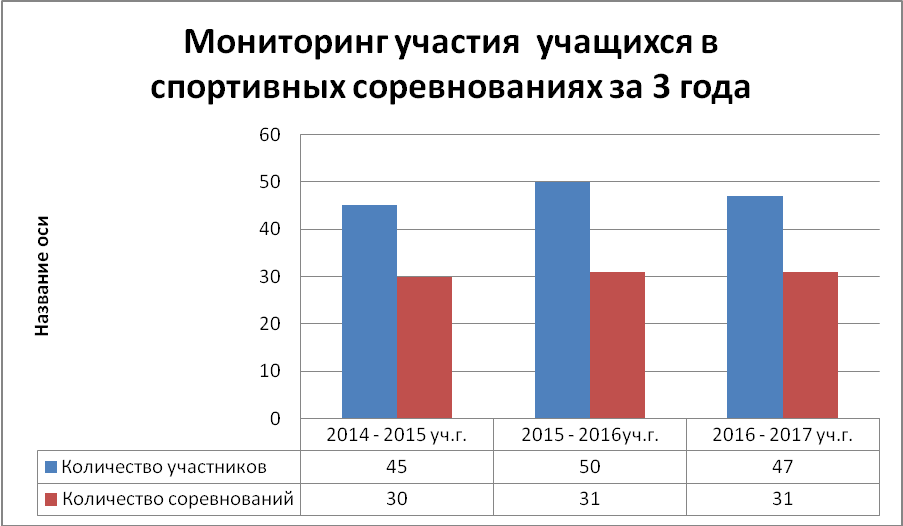 Мониторинг участия  учащихся в
спортивных соревнованиях за 3 года
Название оси
60
50
40
30
20
10
0
2014 - 2015 уч.г. 2015 - 2016уч.г. 2016 - 2017 уч.г.
Количество участников 45 50 47
Количество соревнований 30 31 31